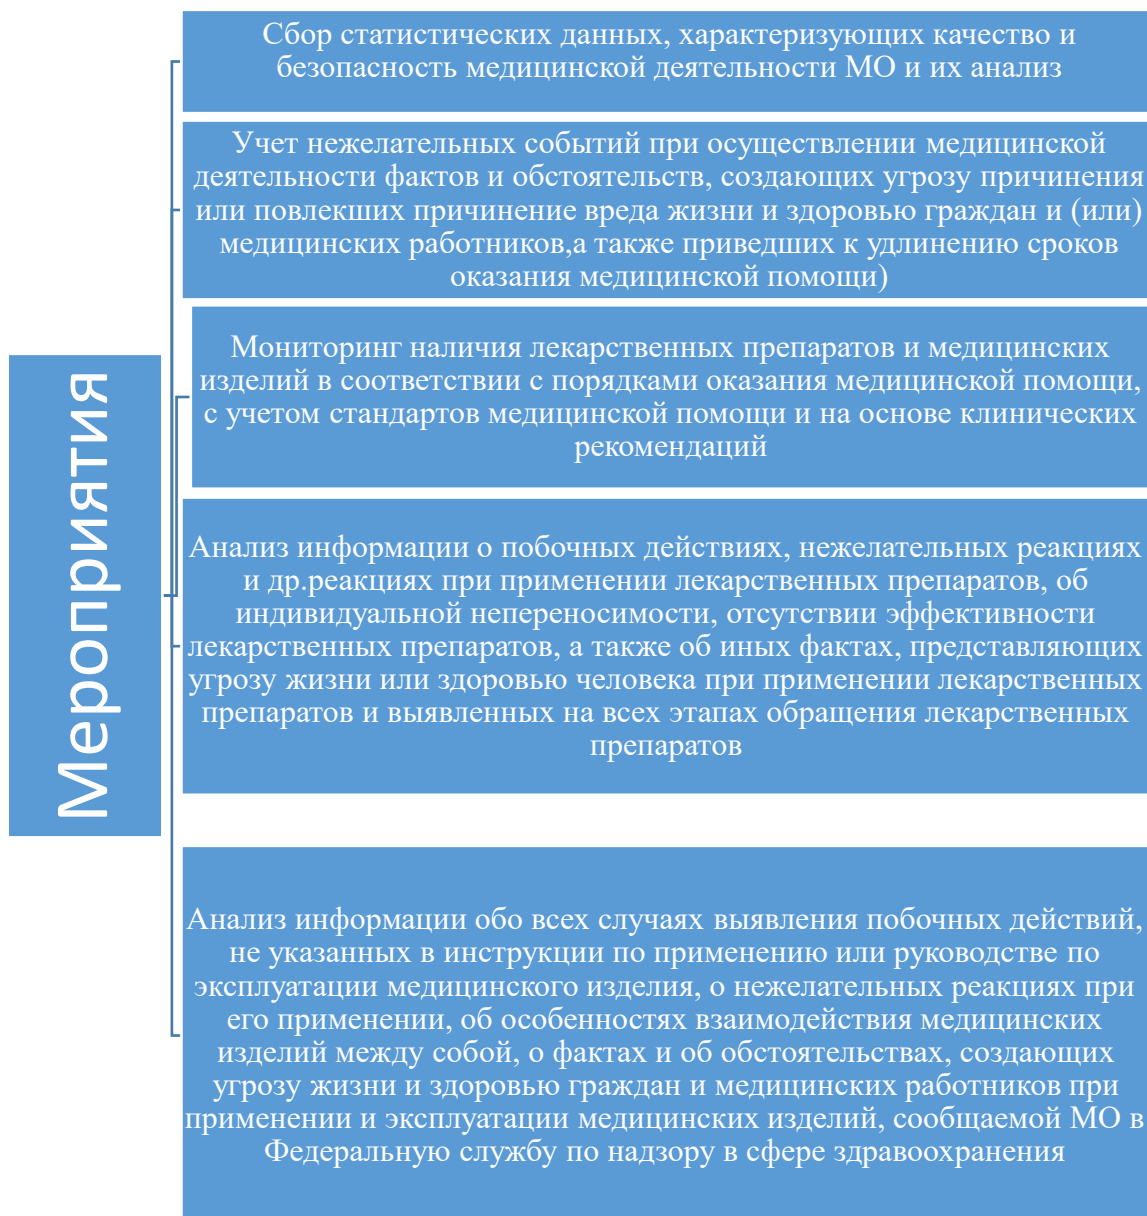 Мероприятия
Сбор статистических данных, характеризующих качество и
безопасность медицинской деятельности МО и их анализ
Учет нежелательных событий при осуществлении медицинской
деятельности фактов и обстоятельств, создающих угрозу причинения
или повлекших причинение вреда жизни и здоровью граждан и (или)
медицинских работников,а также приведших к удлинению сроков
оказания медицинской помощи)
Мониторинг наличия лекарственных препаратов и медицинских
изделий в соответствии с порядками оказания медицинской помощи,
с учетом стандартов медицинской помощи и на основе клинических
рекомендаций
Анализ информации о побочных действиях, нежелательных реакциях
и др.реакциях при применении лекарственных препаратов, об
индивидуальной непереносимости, отсутствии эффективности
лекарственных препаратов, а также об иных фактах, представляющих
угрозу жизни или здоровью человека при применении лекарственных
препаратов и выявленных на всех этапах обращения лекарственных
препаратов
Анализ информации обо всех случаях выявления побочных действий,
не указанных в инструкции по применению или руководстве по
эксплуатации медицинского изделия, о нежелательных реакциях при
его применении, об особенностях взаимодействия медицинских
изделий между собой, о фактах и об обстоятельствах, создающих
угрозу жизни и здоровью граждан и медицинских работников при
применении и эксплуатации медицинских изделий, сообщаемой МО в
Федеральную службу по надзору в сфере здравоохранения